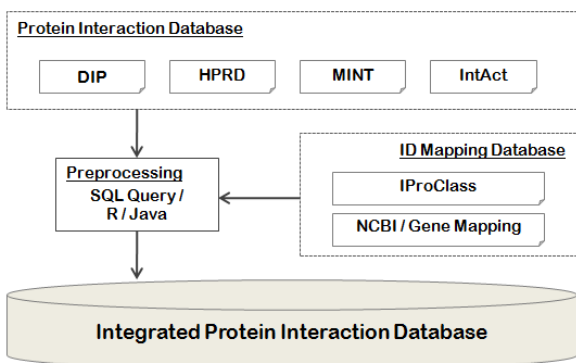 Protein Interaction Database
DIP
HPRD
MINT
IntAct
ID Mapping Database
IProClass
NCBI / Gene Mapping
Preprocessing
SQL Query /
R / Java
Integrated Protein Interaction Database